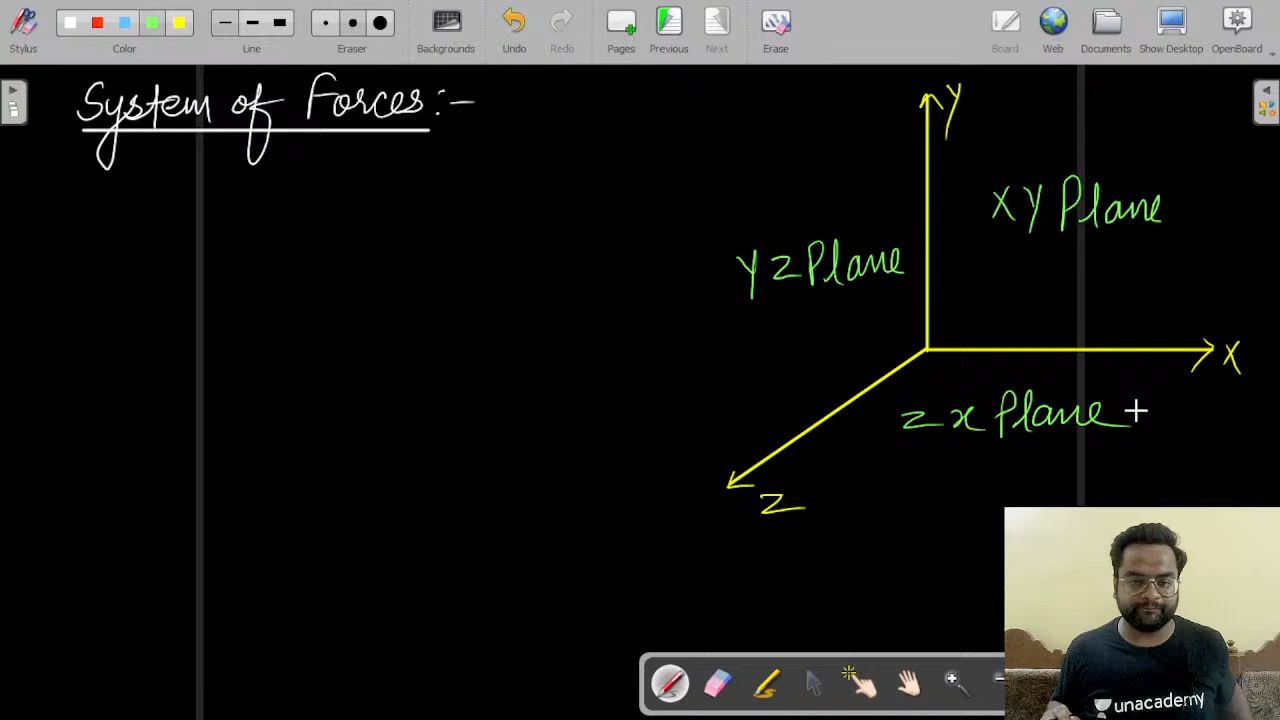 Stylus
Color
Line
Eraser
Backgrounds
Undo
Redo
Pages
Previous
Next
Erase
Board
Web
Documents
Show Desktop
OpenBoard
System of Forces:-
Y
XY Plane
YZ Plane
X
ZX Plane
Z
unacademy